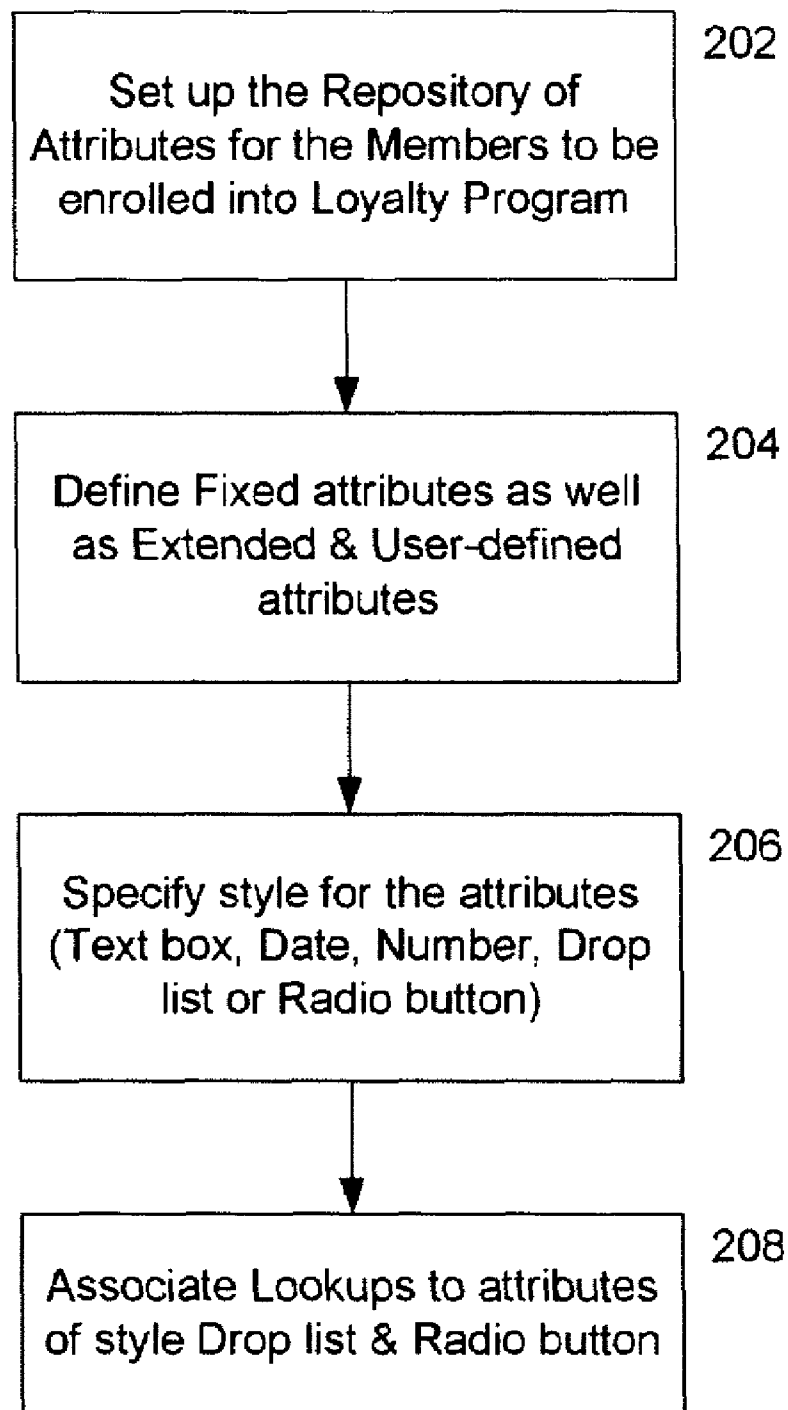 202
Set up the Repository of
Attributes for the Members to be
enrolled into Loyalty Program
204
Define Fixed attributes as well
as Extended & User-defined
attributes
206
Specify style for the attributes
(Text box, Date, Number, Drop
list or Radio button)
208
Associate Lookups to attributes
of style Drop list & Radio button